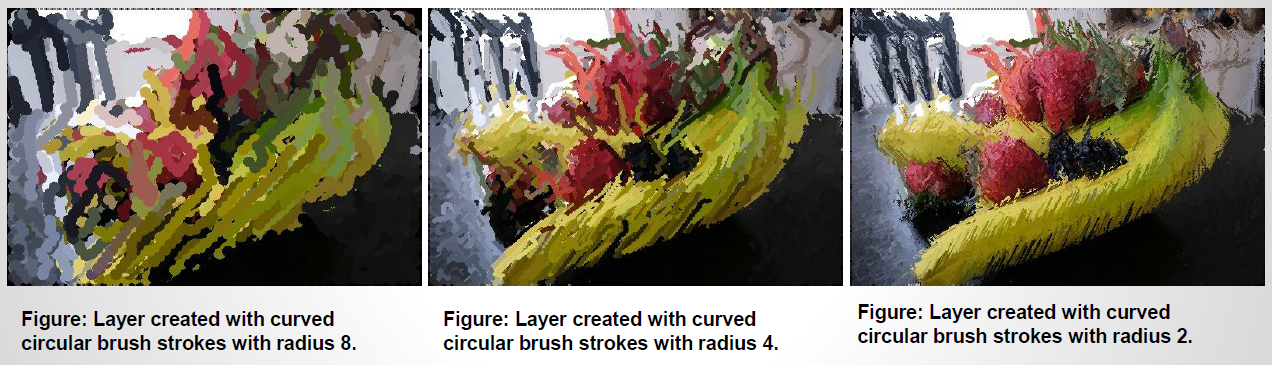 Figure: Layer created with curved
circular brush strokes with radius 8.
Figure: Layer created with curved
circular brush strokes with radius 4.
Figure: Layer created with curved
circular brush strokes with radius 2.